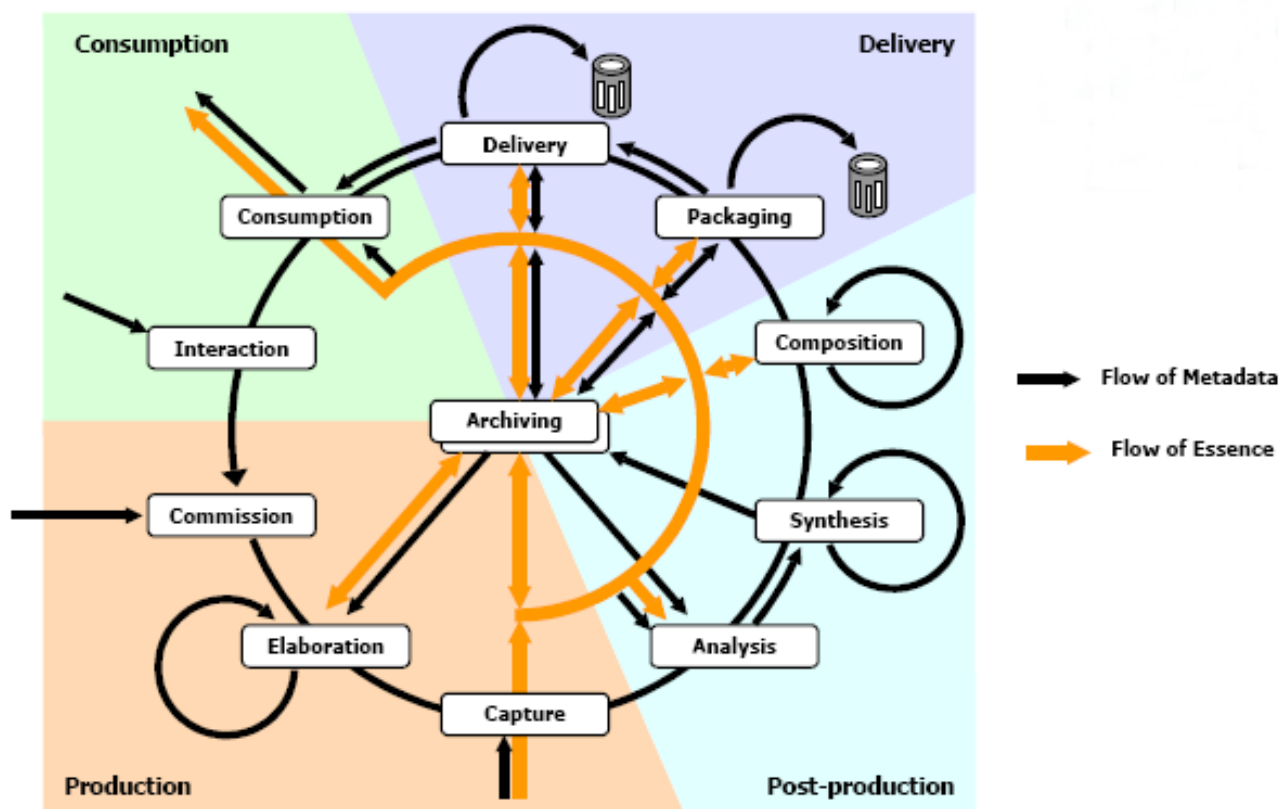 Consumption
Delivery
Delivery
Packaging
Consumption
Composition
Interaction
Flow of Metadata
Archiving
Flow of Essence
Commission
Synthesis
Elaboration
Analysis
Capture
Production
Post-production